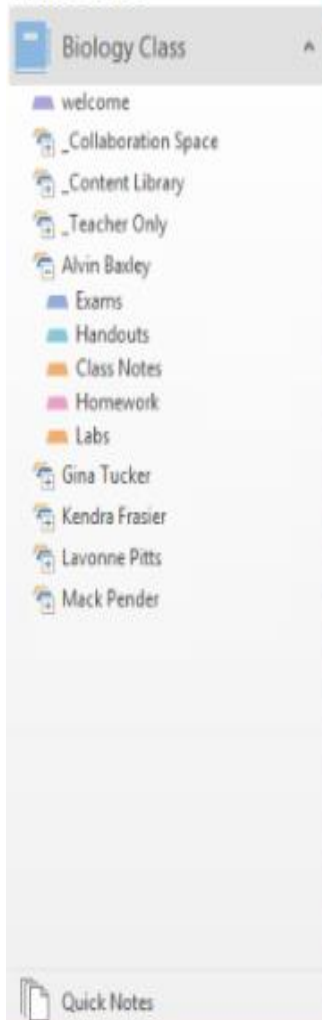 Biology Class
welcome
_Collaboration Space
_Content Library
_Teacher Only
Alvin Baxley
Exams
Handouts
Class Notes
Homework
Labs
Gina Tucker
Kendra Frasier
Lavonne Pitts
Mack Pender
Quick Notes